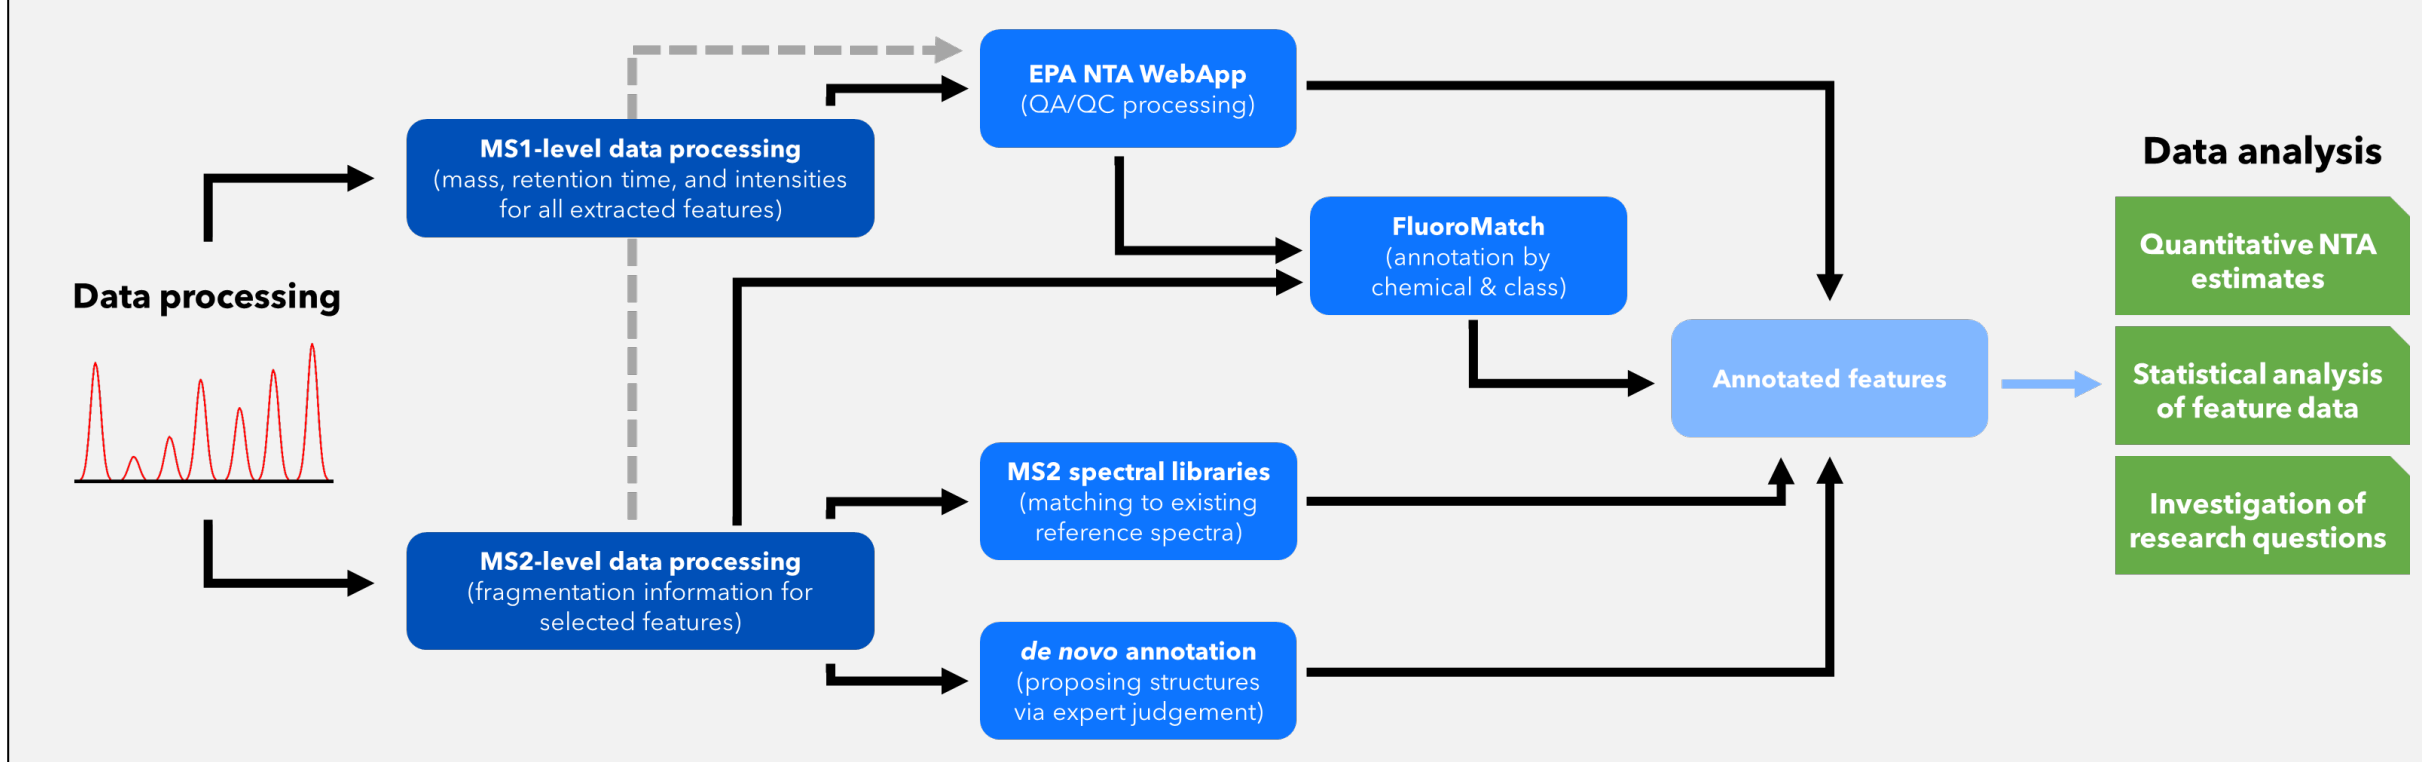 Data processing
MS1-level data processing
(mass, retention time, and intensities
for all extracted features)
MS2-level data processing
(fragmentation information for
selected features)
EPA NTA WebApp
(QA/QC processing)
FluoroMatch
(annotation by
chemical & class)
MS2 spectral libraries
(matching to existing
reference spectra)
de novo annotation
(proposing structures
via expert judgement)
Annotated features
Data analysis
Quantitative NTA
estimates
Statistical analysis
of feature data
Investigation of
research questions